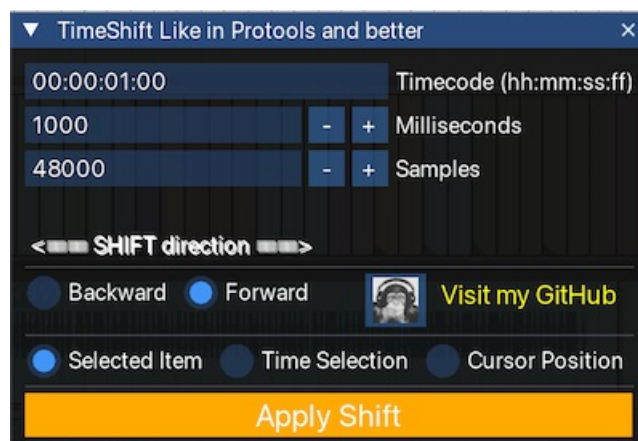 TimeShift Like in Protools and better
00:00:01:00 Timecode (hh:mm:ss:ff)
1000 - + Milliseconds
48000 - + Samples
<== SHIFT direction ==>
Backward Forward Visit my GitHub
Selected Item Time Selection Cursor Position
Apply Shift